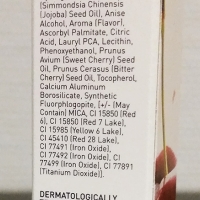 [Simmondsia Chinensis
(Jojoba) Seed Oil], Anise
Alcohol, Aroma (Flavor),
Ascorbyl Palmitate, Citric
Acid, Lauryl PCA, Lecithin,
Phenoxyethanol, Prunus
Avium [Sweet Cherry) Seed
Oil, Prunus Cerasus (Bitter
Cherry) Seed Oil, Tocopherol,
Calcium Aluminum
Borosilicate, Synthetic
Fluorphlogopite, [+/- (May
Contain) MICA, CI 15850 (Red
6), CI 15850 (Red 7 Lake),
CI 15985 (Yellow 6 Lake),
CI 45410 (Red 28 Lake),
CI 77491 (Iron Oxide),
CI 77492 (Iron Oxide),
CI 77499 (Iron Oxide), CI 77891
(Titanium Dioxide)].
DERMATOLOGICALLY